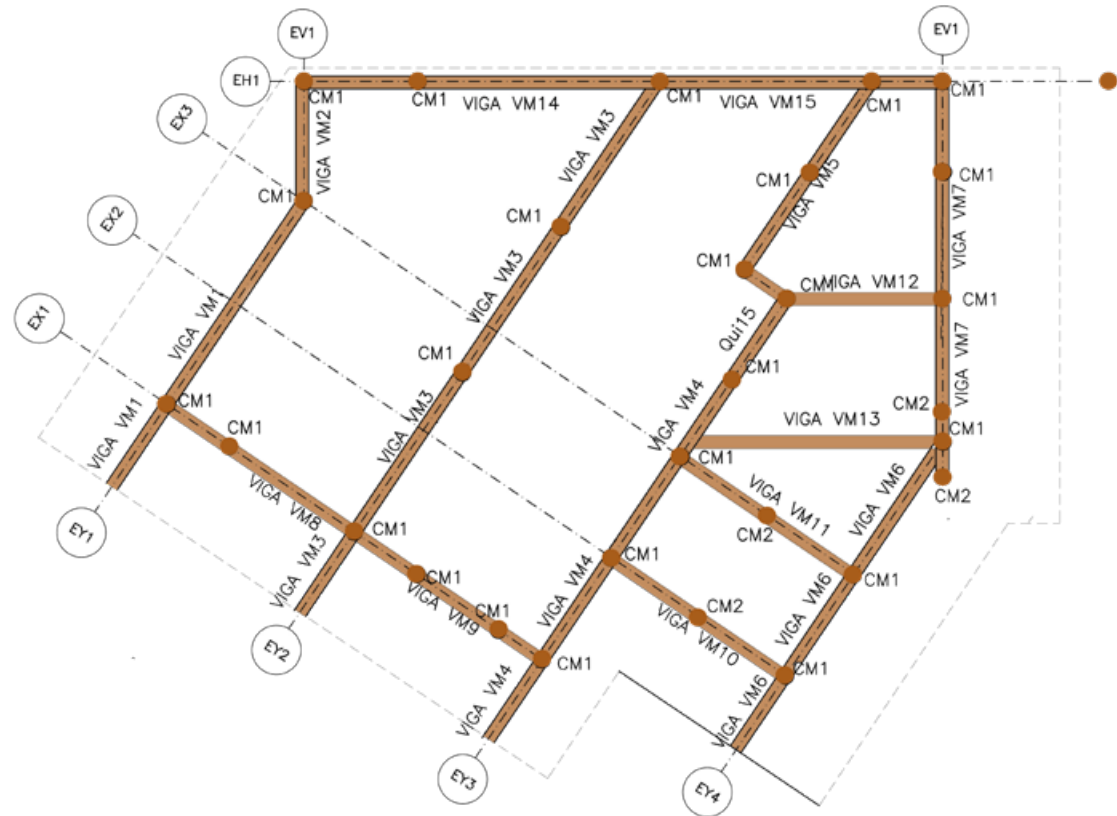 EV1
EV1
EH1
CM1
CM1
VIGA VM14
CM1
VIGA VM15
CM1
CM1
EX3
VIGA VM2
VIGA VM3
CM1
VIGA VM5
CM1
VIGA VM7
CM1
EX2
CM1
VIGA VM3
CM1
CM1
VIGA VM12
CM1
EX1
VIGA VM1
Qui15
CM1
CM1
VIGA VM7
VIGA VM1
CM1
VIGA VM3
VIGA VM4
CM2
VIGA VM13
CM1
CM1
CM1
VIGA VM6
CM2
VIGA VM8
VIGA VM11
CM2
EY1
CM1
VIGA VM3
CM1
VIGA VM4
CM1
CM1
VIGA VM9
CM1
VIGA VM6
CM2
VIGA VM10
EY2
CM1
CM1
VIGA VM4
VIGA VM6
EY3
EY4